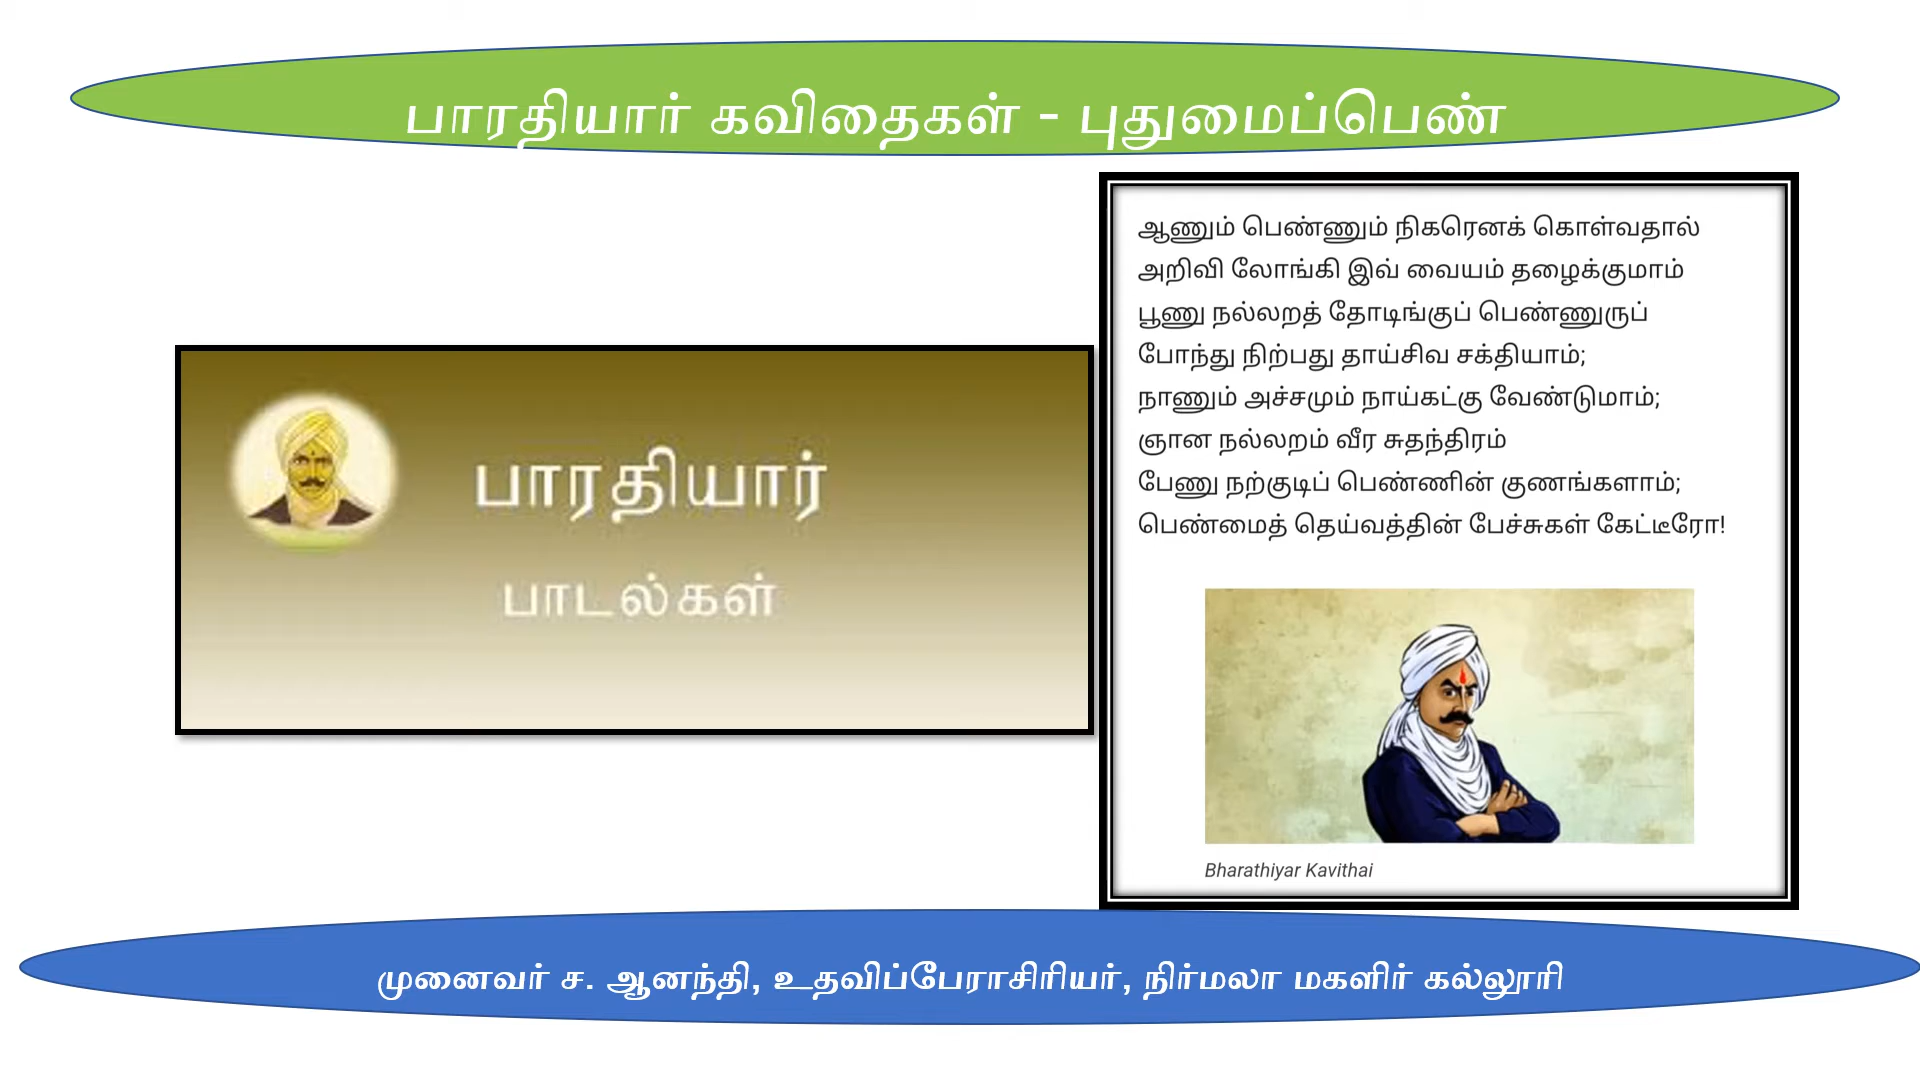 பாரதியார் கவிதைகள் - புதுமைப்பெண்
பாரதியார்
பாடல்கள்
ஆணும் பெண்ணும் நிகரெனக் கொள்வதால்
அறிவி லோங்கி இவ் வையம் தழைக்குமாம்
பூணு நல்லறத் தோடிங்குப் பெண்ணுருப்
போந்து நிற்பது தாய்சிவ சக்தியாம்;
நாணும் அச்சமும் நாய்கட்கு வேண்டுமாம்;
ஞான நல்லறம் வீர சுதந்திரம்
பேணு நற்குடிப் பெண்ணின் குணங்களாம்;
பெண்மைத் தெய்வத்தின் பேச்சுகள் கேட்டீரோ!
Bharathiyar Kavithai
முனைவர் ச. ஆனந்தி, உதவிப்பேராசிரியர், நிர்மலா மகளிர் கல்லூரி